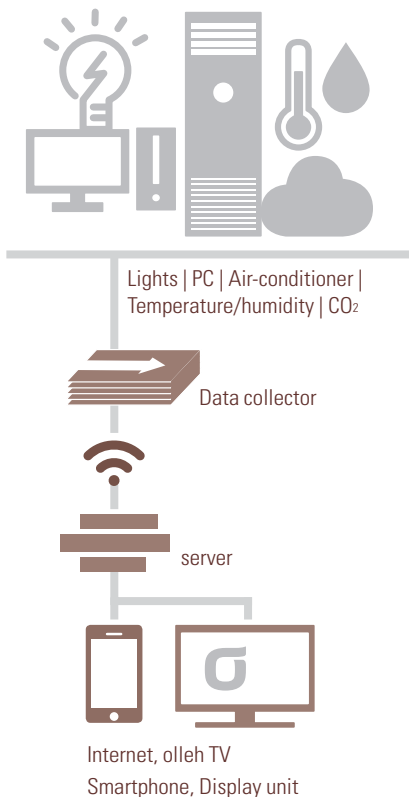 Lights | PC | Air-conditioner |
Temperature/humidity | CO2
Data collector
server
Internet, olleh TV
Smartphone, Display unit